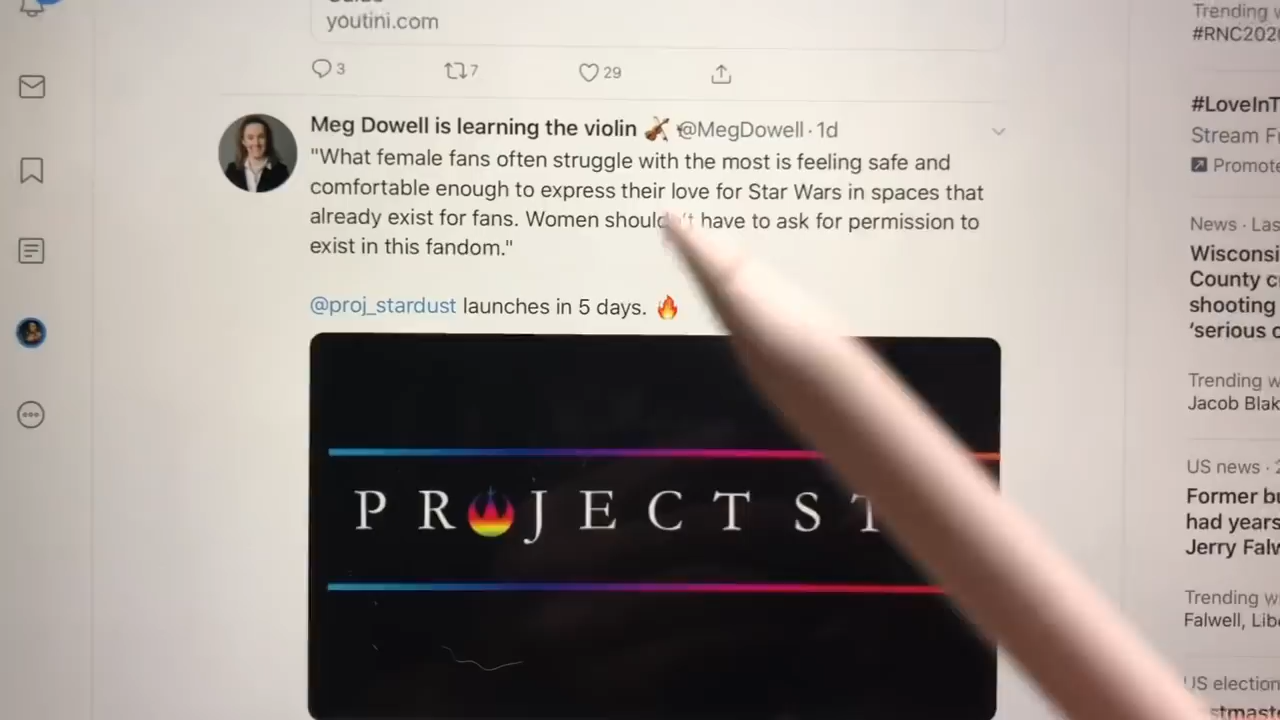 youtini.com
3
7
29
Meg Dowell is learning the violin 🎻 @MegDowell · 1d
"What female fans often struggle with the most is feeling safe and
comfortable enough to express their love for Star Wars in spaces that
already exist for fans. Women shouldn't have to ask for permission to
exist in this fandom."
@proj_stardust launches in 5 days. 🔥
PROJECT ST
Trending w
#RNC2020
#LoveInT
Stream F
Promote
News · Las
Wisconsi
County c
shooting
'serious c
Trending w
Jacob Blak
US news · 2
Former bu
had years
Jerry Falw
Trending w
Falwell, Lib
US election